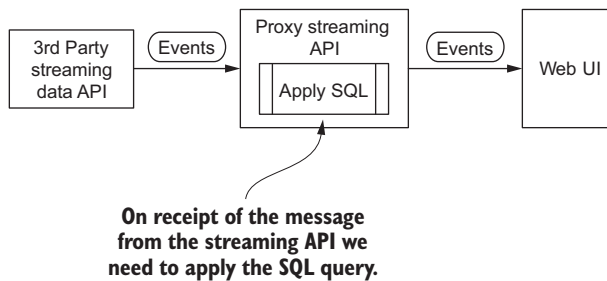 3rd Party
streaming
data API
Events
Proxy streaming
API
Apply SQL
Events
Web UI
On receipt of the message
from the streaming API we
need to apply the SQL query.